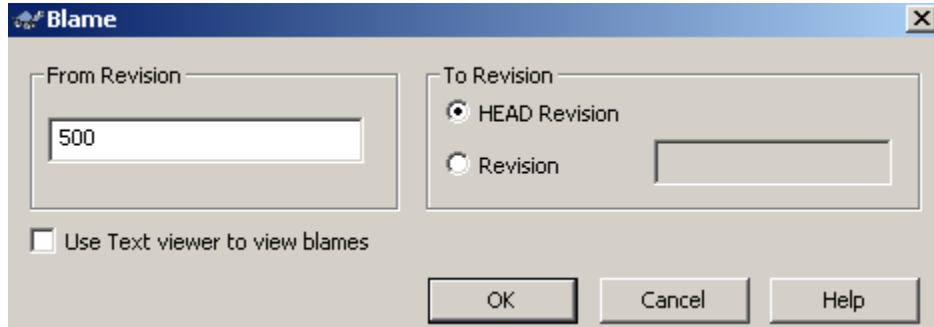 Blame
From Revision
500
To Revision
HEAD Revision
Revision
Use Text viewer to view blames
OK Cancel Help